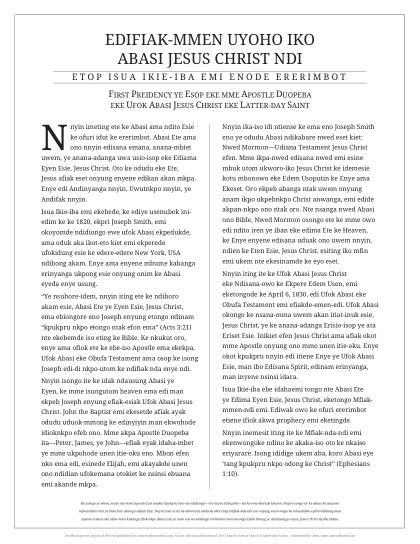 EDIFIAK-MMEN UYOHO IKO
ABASI JESUS CHRIST NDI
ETOP ISUA IKIE-IBA EMI ENODE ERERIMBOT
First Preidency ye Esop eke mme Apostle Duopeba
eke Ufok Abasi Jesus Christ eke Latter-day Saint
Nnyin imeting ete ke Abasi ama ndito Esie
ke ofuri idut ke ererimbot. Abasi Ete ama
ono nnyin edisana emana, anana-mbiet
uwem, ye anana-adanga uwa usio-isop eke Ediama
Eyen Esie, Jesus Christ. Oto ke odudu eke Ete,
Jesus afiak eset onyung enyene edikan akan mkpa.
Enye edi Andinyanga nnyin, Uwutnkpo nnyin, ye
Andifak nnyin.
Isua Ikie-iba emi ekebede, ke ediye usenubok ini-
edim ke ke 1820, ekpri Joseph Smith, emi
okoyomde ndidiongo ewe ufok Abasi ekpedukde,
ama oduk aka ikot-eto kiet emi ekperede
ufokidung esie ke edere-edere New York, USA
ndibong akam. Enye ama enyene mbume kabanga
erinyanga ukpong esie onyung onim ke Abasi
eyeda enye usung.
“Ye nsuhore-idem, nnyin iting ete ke ndiboro
akam esie, Abasi Ete ye Eyen Esie, Jesus Christ,
ema ebiongore eno Joseph enyung etongo ndinam
“kpukpru nkpo etongo ntak efon ema” (Acts 3:21)
nte ekebemde iso eting ke Bible. Ke nkukut oro,
enye ama ofiok ete ke ebe-iso Apostle ema ekekpa,
Ufok Abasi eke Obufa Testament ama osop ke isong
Joseph edi-di nkpo-utom ke ndifiak nda enye ndi.
Nnyin isongo ite ke idak ndausung Abasi ye
Eyen, ke mme isungutom heaven ema edi man
ekpeb Joseph enyung efiak-esiak Ufok Abasi Jesus
Christ. John the Baptist emi ekesetde afiak ayak
odudu uduok-mmong ke edinyiyin man ekwohode
idioknkpo efep ono. Mme akpa Apostle Duopeba
ita—Peter, James, ye John—efiak eyak idaha-mbet
ye mme ukpohode unen itie-oku eno. Mbon efen
nko ema edi, esinede Elijah, emi akayakde unen
ono ndidian ufokemana otokiet ke nsinsi ebuana
emi akande mkpa.
Nnyin ika-iso idi ntiense ke ema eno Joseph Smith
eno ye odudu Abasi ndikabare nwed eset kiet:
Nwed Mormon—Udiana Testament Jesus Christ
efen. Mme ikpa-nwed edisana nwed emi esine
mbuk utom ukworo-iko Jesus Christ ke idemesie
kotu mbonowo eke Edem Usoputin ke Enye ama
Ekeset. Oro ekpeb abanga ntak uwem onyung
anam ikpo ukpebnkpo Christ anwanga, emi edide
akpan-nkpo ono ntak oro. Nte nsanga nwed Abasi
ono Bible, Nwed Mormon osongo ete ke mme owo
edi ndito iren ye iban eke edima Ete ke Heaven,
ke Enye enyene edisana uduak ono uwem nnyin,
ndien ke Eten Esie, Jesus Christ, esiting iko mfin
emi ukem nte ekesinamde ke eyo eset.
Nnyin iting ite ke Ufok Abasi Jesus Christ
eke Ndisana-owo ke Ekpere Edem Usen, emi
eketongode ke April 6, 1830, edi Ufok Abasi eke
Obufa Testament emi efiakde-emen-edi. Ufok Abasi
okongo ke nsana-mma uwem akan itiat-inuk esie,
Jesus Christ, ye ke anana-adanga Erisio-isop ye ata
Eriset Esie. Inikiet efen Jesus Christ ama afiak okot
mme Apostle onyung ono mmo unen itie-oku. Enye
okot kpukpru nnyin edi itiene Enye ye Ufok Abasi
Esie, man ibo Edisana Spirit, edinam erinyanga,
man inyene nsinsi idara.
Isua Ikie-iba ebe idahaemi tongo nte Abasi Ete
ye Edima Eyen Esie, Jesus Christ, eketongo Mfiak-
mmen-ndi emi. Ediwak owo ke ofuri ererimbot
etiene ifiok akwa prophecy emi eketingde.
Nnyin inemesit iting ite ke Mfiak-nda-ndi emi
ekenwongoke ndino ke akaka-iso oto ke nkaiso
eriyarare. Isong ididige ukem aba, koro Abasi eye
“tang kpukpru nkpo odong ke Christ” (Ephesians
1:10).